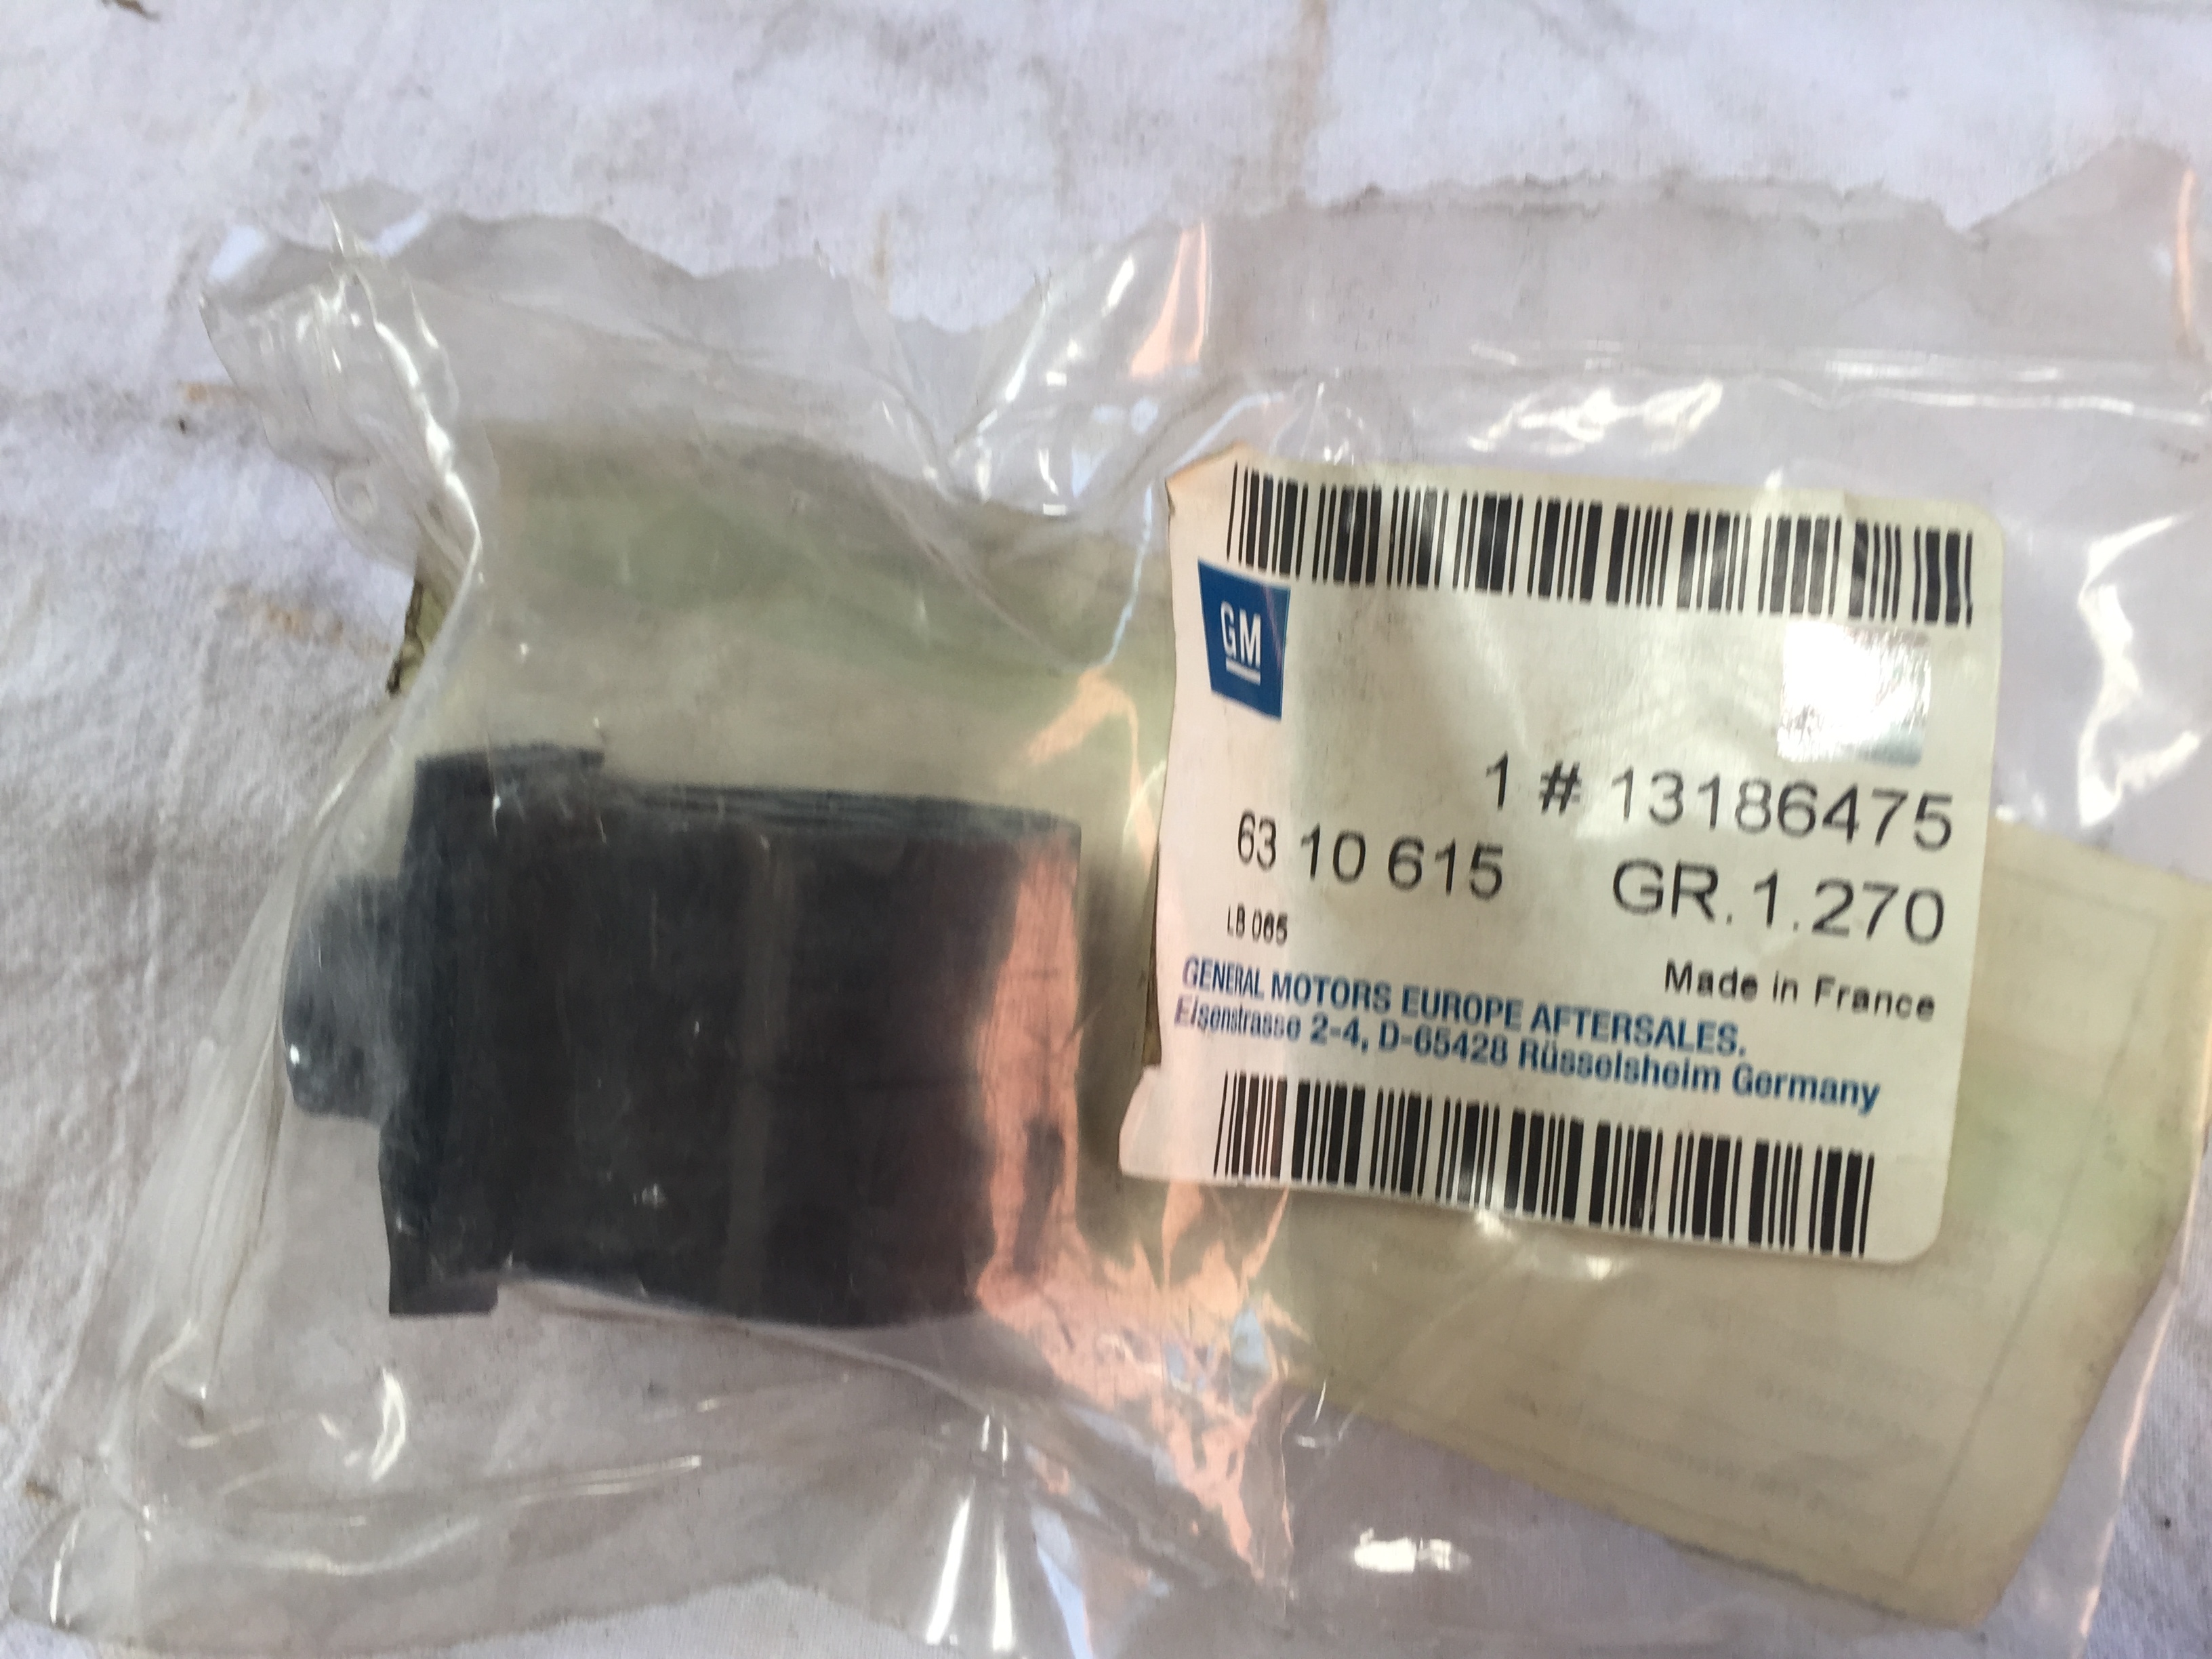 GM
1 # 13186475
63 10 615 GR. 1.270
LB 065
Made in France
GENERAL MOTORS EUROPE AFTERSALES.
Eisenstrasse 2-4, D-65428 Rüsselsheim Germany